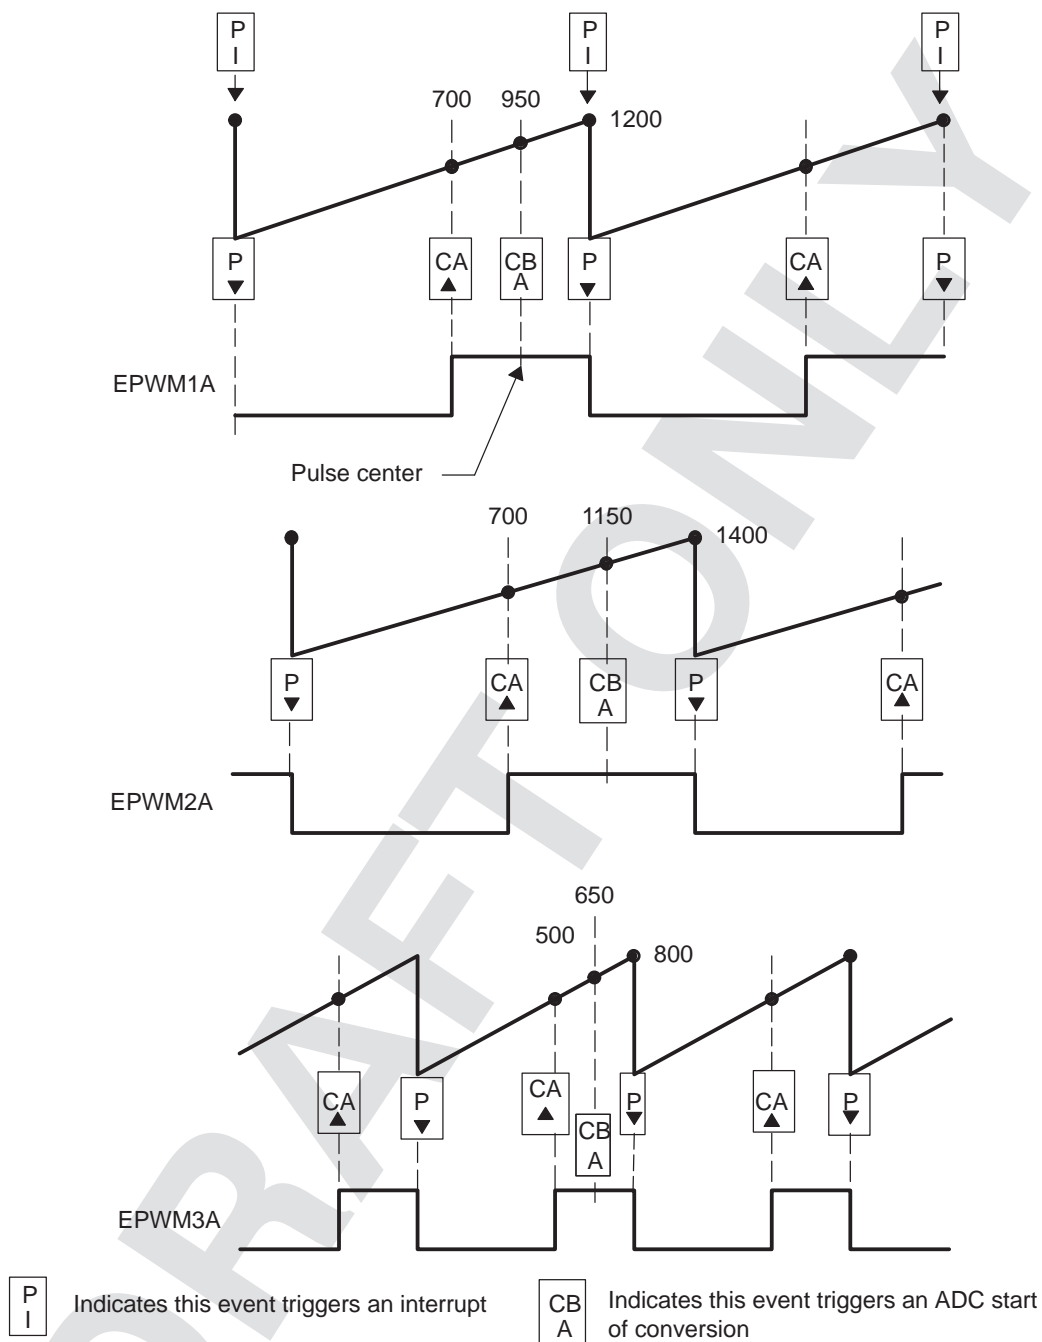 P P P
I I I
700 950
1200
P CA CB P CA P
A
EPWM1A
Pulse center
700 1150
1400
P CA CB P CA
A
EPWM2A
650
500
800
CA P CA P CA P
CB
A
EPWM3A
P
I
Indicates this event triggers an interrupt
CB
A
Indicates this event triggers an ADC start
of conversion
DRAFT ONLY